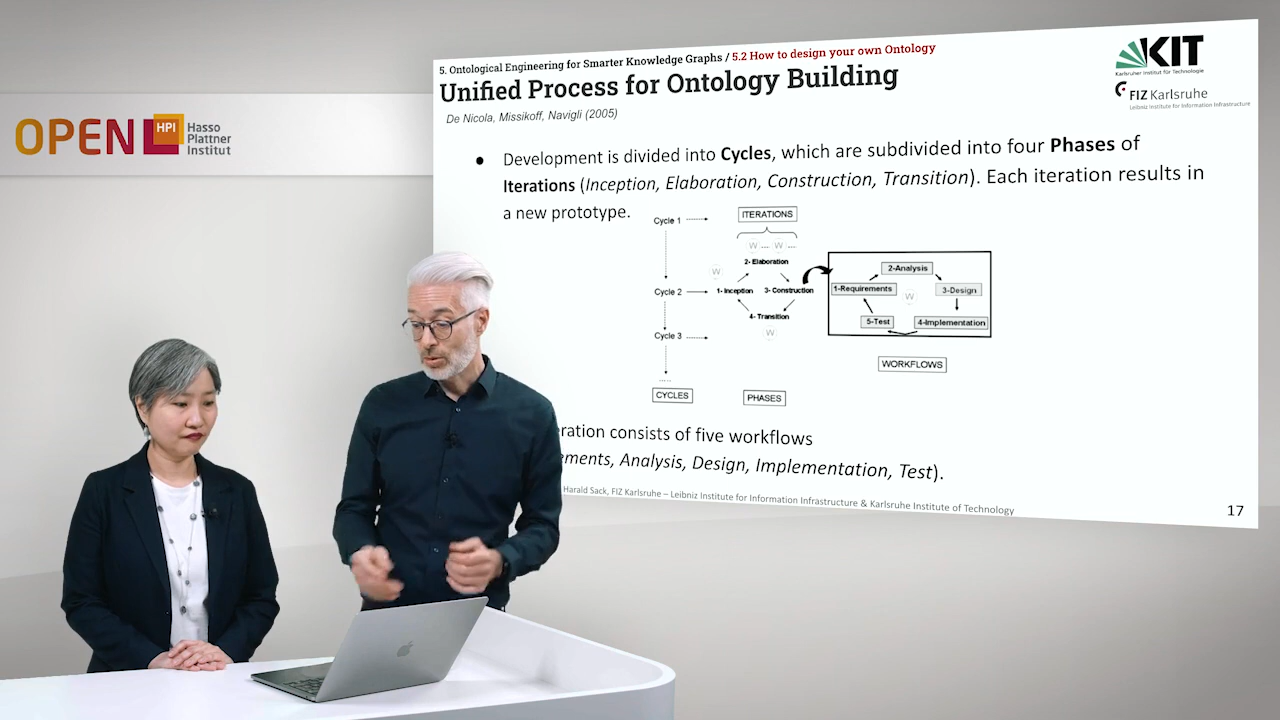 OPEN HPI Hasso
Plattner
Institut
5. Ontological Engineering for Smarter Knowledge Graphs / 5.2 How to design your own Ontology
Unified Process for Ontology Building
De Nicola, Missikoff, Navigli (2005)
KIT
Karlsruher Institut für Technologie
FIZ Karlsruhe
Leibniz Institute for Information Infrastructure
● Development is divided into Cycles, which are subdivided into four Phases of
Iterations (Inception, Elaboration, Construction, Transition). Each iteration results in
a new prototype.
Cycle 1
ITERATIONS
W .... W ....
2- Elaboration
W
Cycle 2
1- Inception
3- Construction
4- Transition
W
Cycle 3
.....
CYCLES
PHASES
2-Analysis
1-Requirements
W
3-Design
5-Test
4-Implementation
WORKFLOWS
eration consists of five workflows
ements, Analysis, Design, Implementation, Test).
Harald Sack, FIZ Karlsruhe – Leibniz Institute for Information Infrastructure & Karlsruhe Institute of Technology
17